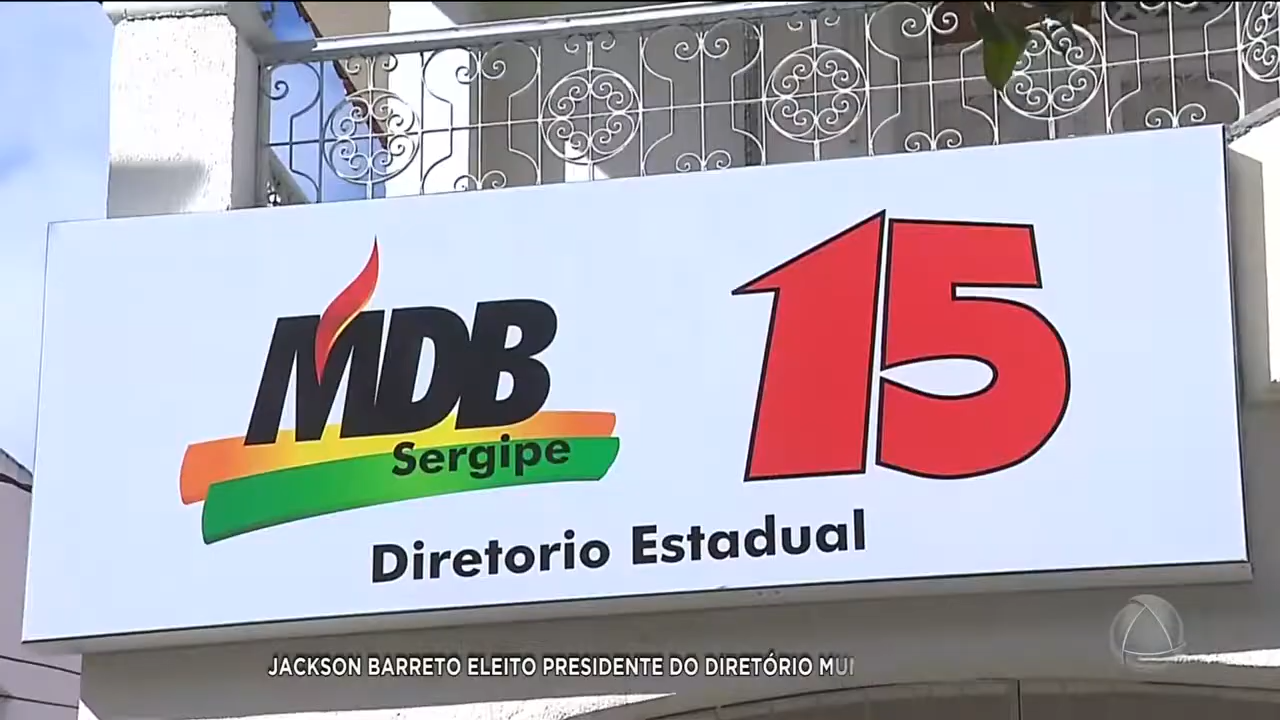 MDB
Sergipe
15
Diretorio Estadual
JACKSON BARRETO ELEITO PRESIDENTE DO DIRETÓRIO